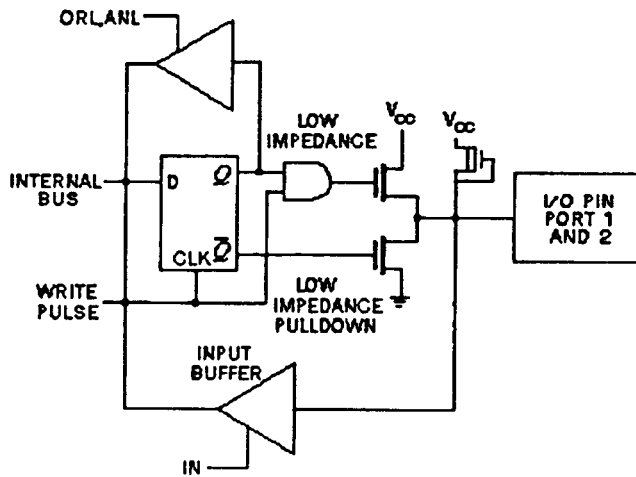 ORL,ANL
LOW
IMPEDANCE
VCC
VCC
INTERNAL
BUS
D
Q
Q̅
CLK
I/O PIN
PORT 1
AND 2
WRITE
PULSE
LOW
IMPEDANCE
PULLDOWN
INPUT
BUFFER
IN